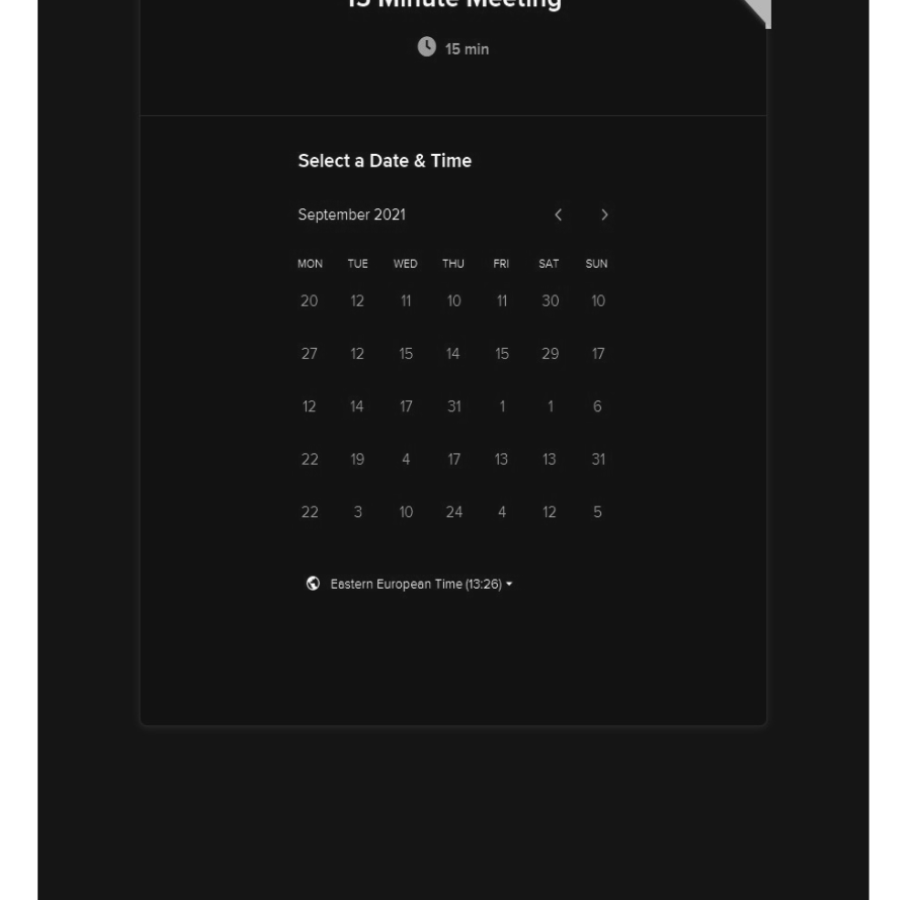 15 Minute Meeting
15 min
Select a Date & Time
September 2021
MON TUE WED THU FRI SAT SUN
20 12 11 10 11 30 10
27 12 15 14 15 29 17
12 14 17 31 1 1 6
22 19 4 17 13 13 31
22 3 10 24 4 12 5
Eastern European Time (13:26)